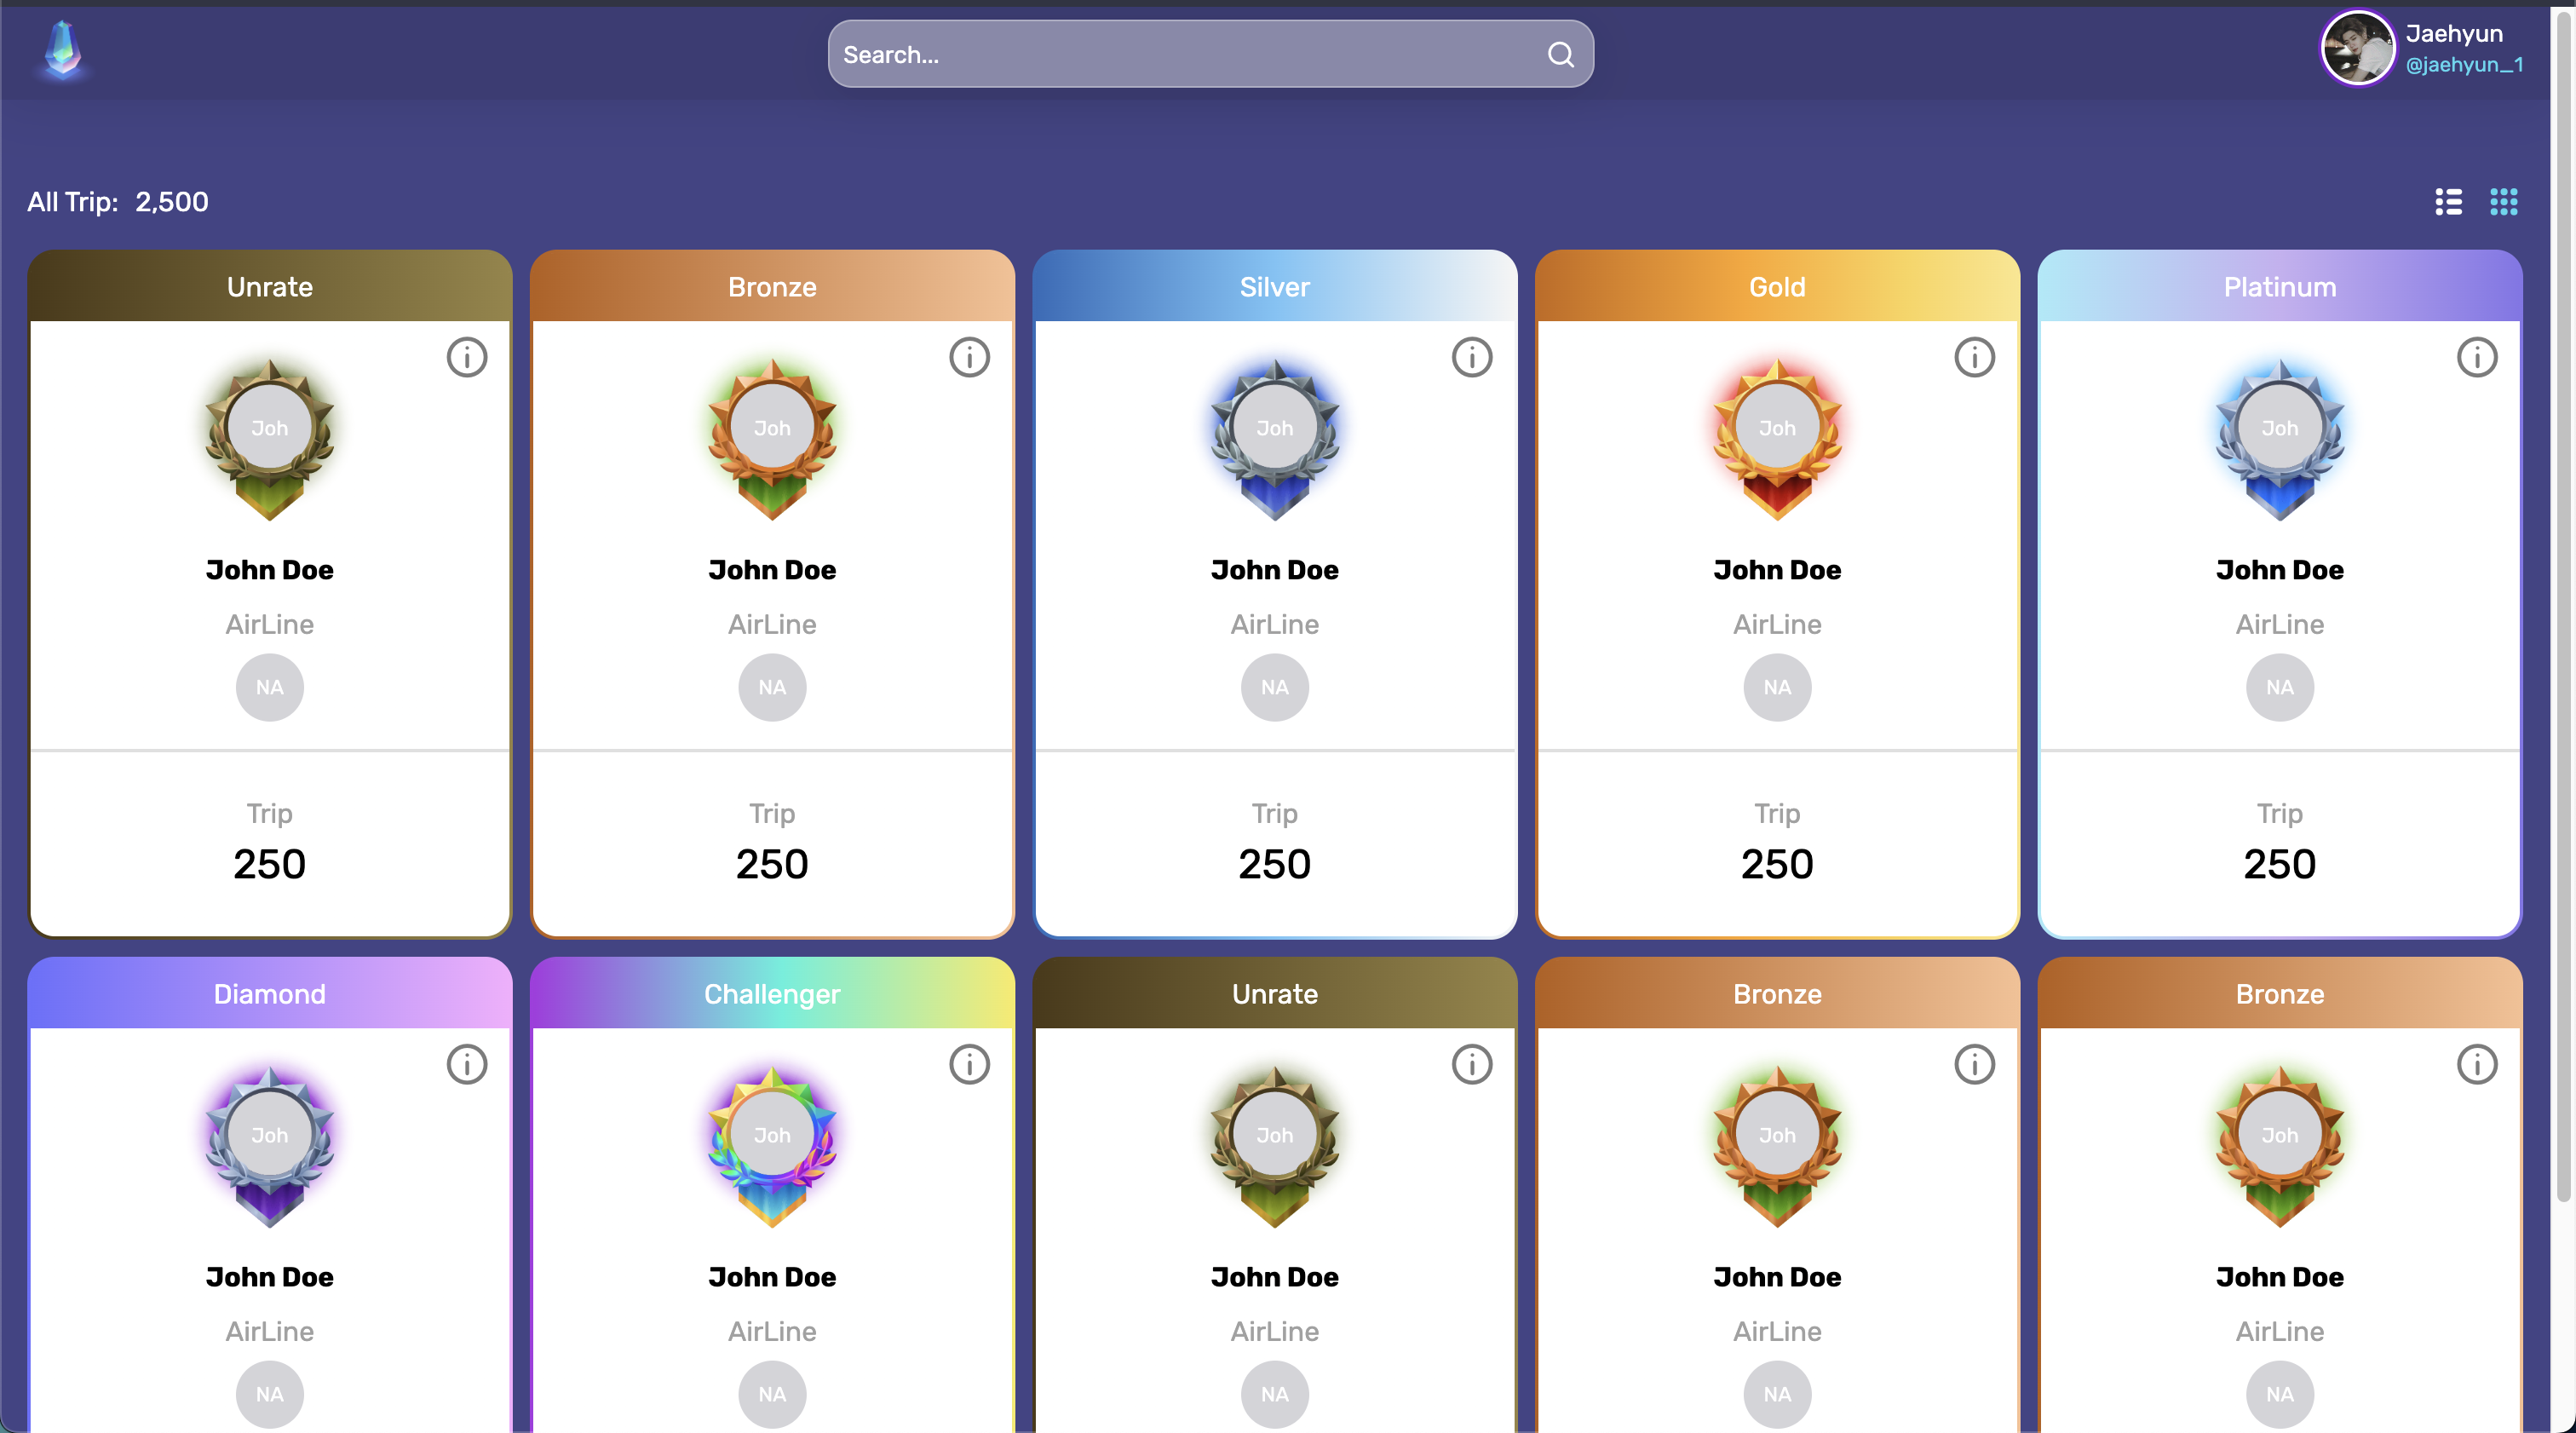 Search...
Jaehyun
@jaehyun_1
All Trip: 2,500
Unrate
Bronze
Silver
Gold
Platinum
Joh
Joh
Joh
Joh
Joh
John Doe
John Doe
John Doe
John Doe
John Doe
AirLine
AirLine
AirLine
AirLine
AirLine
NA
NA
NA
NA
NA
Trip
Trip
Trip
Trip
Trip
250
250
250
250
250
Diamond
Challenger
Unrate
Bronze
Bronze
Joh
Joh
Joh
Joh
Joh
John Doe
John Doe
John Doe
John Doe
John Doe
AirLine
AirLine
AirLine
AirLine
AirLine
NA
NA
NA
NA
NA